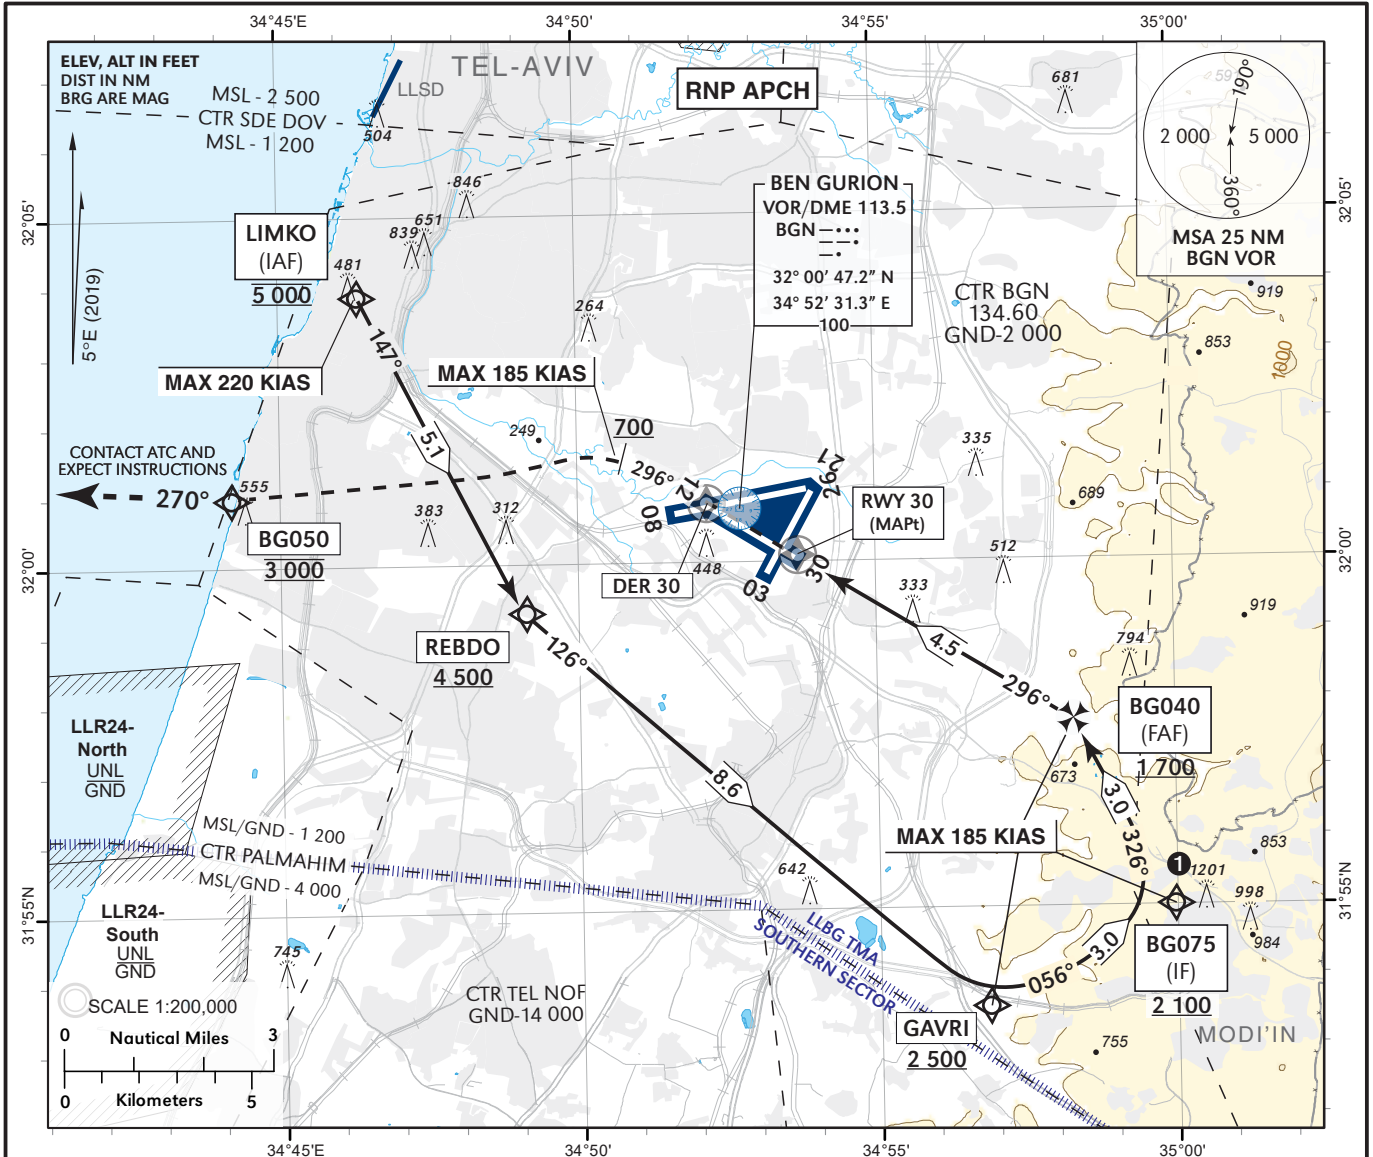 34°45'E
34°50'
34°55'
35°00'
ELEV, ALT IN FEET
DIST IN NM
BRG ARE MAG
MSL - 2 500
CTR SDE DOV
MSL - 1 200
LLSD
504
TEL-AVIV
RNP APCH
681
190°
2 000
5 000
360°
MSA 25 NM
BGN VOR
5°E (2019)
32°05'
32°05'
846
651
839
LIMKO
(IAF)
5 000
481
264
BEN GURION
VOR/DME 113.5
BGN
32° 00' 47.2" N
34° 52' 31.3" E
100
CTR BGN
134.60
GND-2 000
919
853
1000
MAX 220 KIAS
147°
MAX 185 KIAS
5.1
249
700
335
CONTACT ATC AND
EXPECT INSTRUCTIONS
270°
555
BG050
3 000
383
312
296°
12
08
21
26
RWY 30
(MAPt)
689
448
DER 30
03
30
512
333
32°00'
32°00'
919
REBDO
4 500
126°
4.5
794
296°
BG040
(FAF)
1 700
673
LLR24-
North
UNL
GND
8.6
3.0
326°
MSL/GND - 1 200
CTR PALMAHIM
MSL/GND - 4 000
MAX 185 KIAS
1
1201
853
998
984
642
31°55'N
31°55'N
LLR24-
South
UNL
GND
LLBG TMA
SOUTHERN SECTOR
3.0
056°
BG075
(IF)
2 100
745
SCALE 1:200,000
0
Nautical Miles
3
0
Kilometers
5
CTR TEL NOF
GND-14 000
GAVRI
2 500
MODI'IN
755
34°45'E
34°50'
34°55'
35°00'